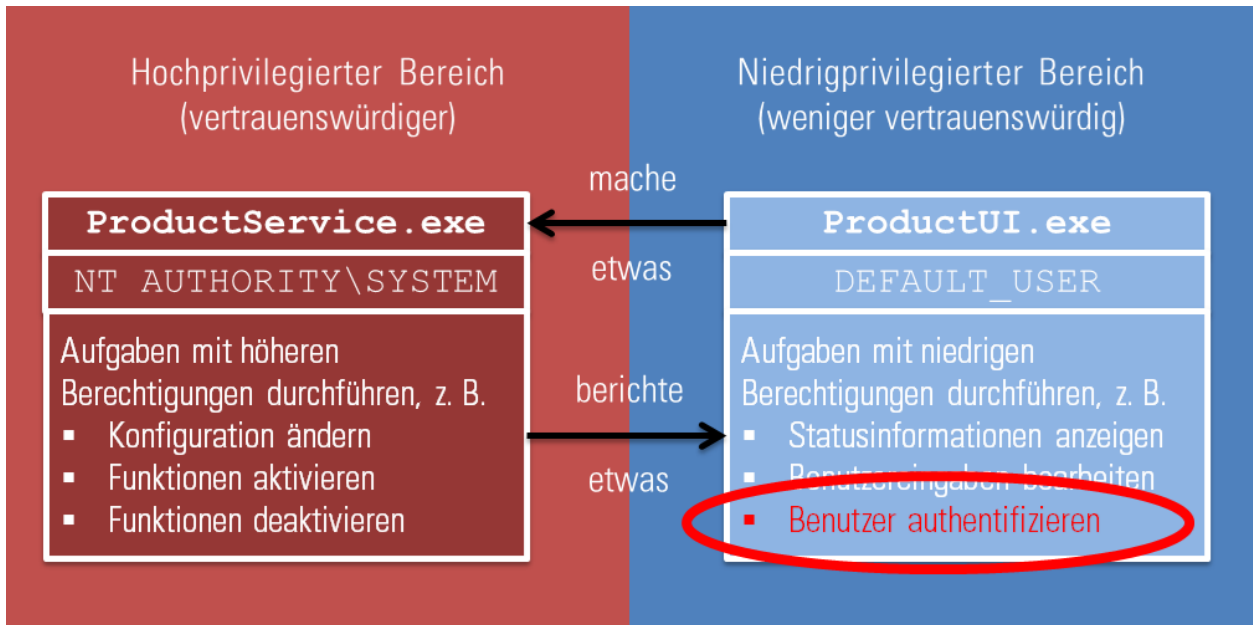 Hochprivilegierter Bereich
(vertrauenswürdiger)
Niedrigprivilegierter Bereich
(weniger vertrauenswürdig)
mache
etwas
ProductService.exe
NT AUTHORITY\SYSTEM
Aufgaben mit höheren
Berechtigungen durchführen, z. B.
▪ Konfiguration ändern
▪ Funktionen aktivieren
▪ Funktionen deaktivieren
berichte
etwas
ProductUI.exe
DEFAULT_USER
Aufgaben mit niedrigen
Berechtigungen durchführen, z. B.
▪ Statusinformationen anzeigen
▪ Benutzereingaben bearbeiten
▪ Benutzer authentifizieren